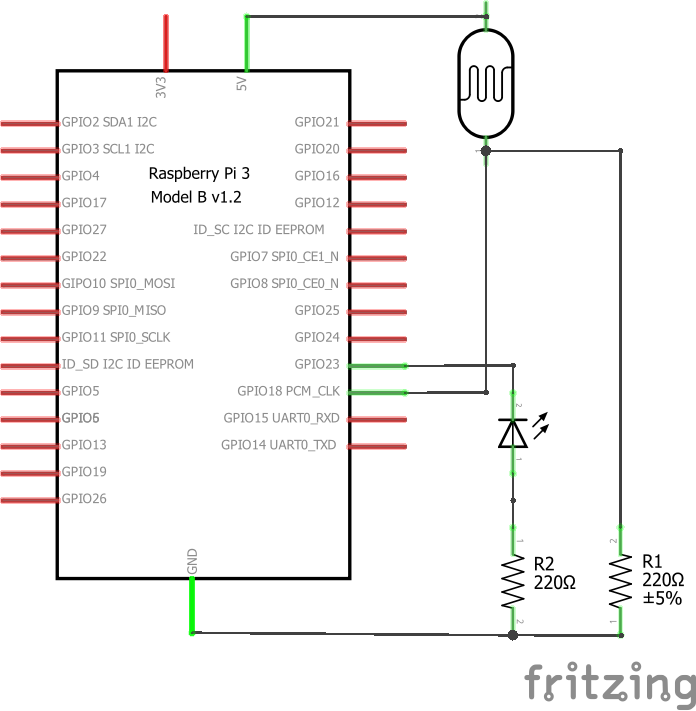 3V3
5V
GPIO2 SDA1 I2C
GPIO3 SCL1 I2C
GPIO4
GPIO17
GPIO27
GPIO22
GIPO10 SPI0_MOSI
GPIO9 SPI0_MISO
GPIO11 SPI0_SCLK
ID_SD I2C ID EEPROM
GPIO5
GPIO6
GPIO13
GPIO19
GPIO26
Raspberry Pi 3
Model B v1.2
GPIO21
GPIO20
GPIO16
GPIO12
ID_SC I2C ID EEPROM
GPIO7 SPI0_CE1_N
GPIO8 SPI0_CE0_N
GPIO25
GPIO24
GPIO23
GPIO18 PCM_CLK
GPIO15 UART0_RXD
GPIO14 UART0_TXD
GND
2
1
1
R2
220Ω
2
2
R1
220Ω
±5%
1
fritzing